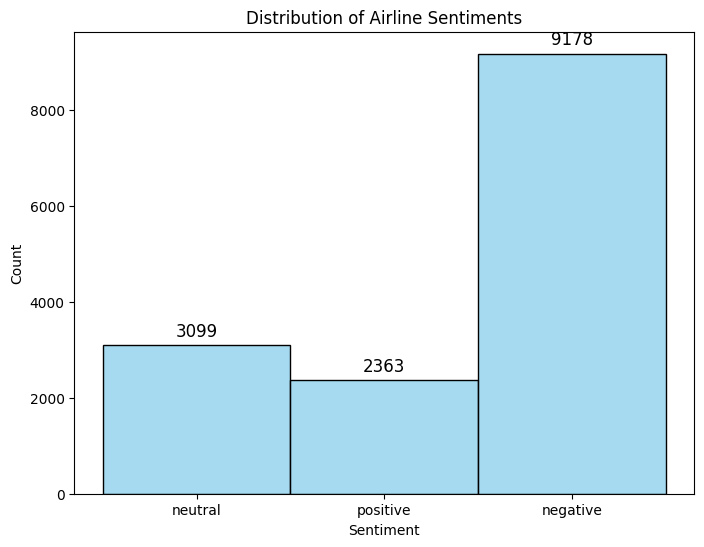 Distribution of Airline Sentiments
9178
8000
6000
Count
4000
3099
2363
2000
0
neutral positive negative
Sentiment